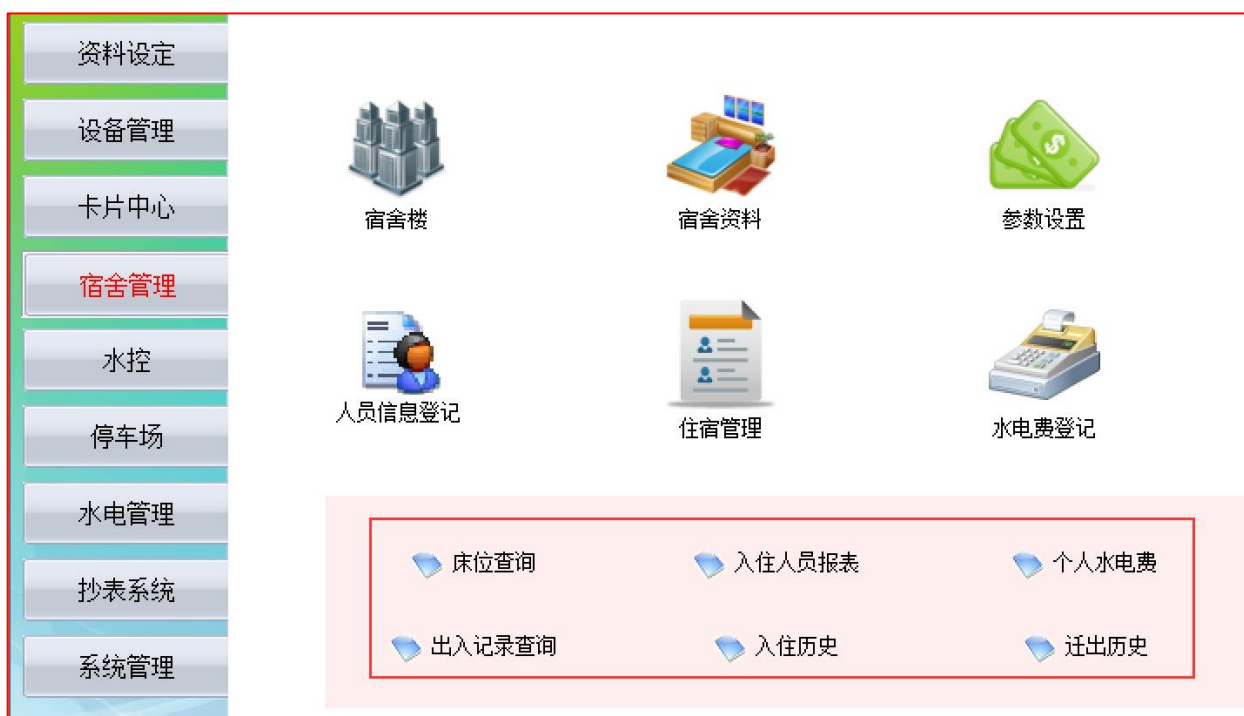 资料设定
设备管理
卡片中心
宿舍管理
水控
停车场
水电管理
抄表系统
系统管理
宿舍楼
宿舍资料
参数设置
人员信息登记
住宿管理
水电费登记
床位查询
入住人员报表
个人水电费
出入记录查询
入住历史
迁出历史